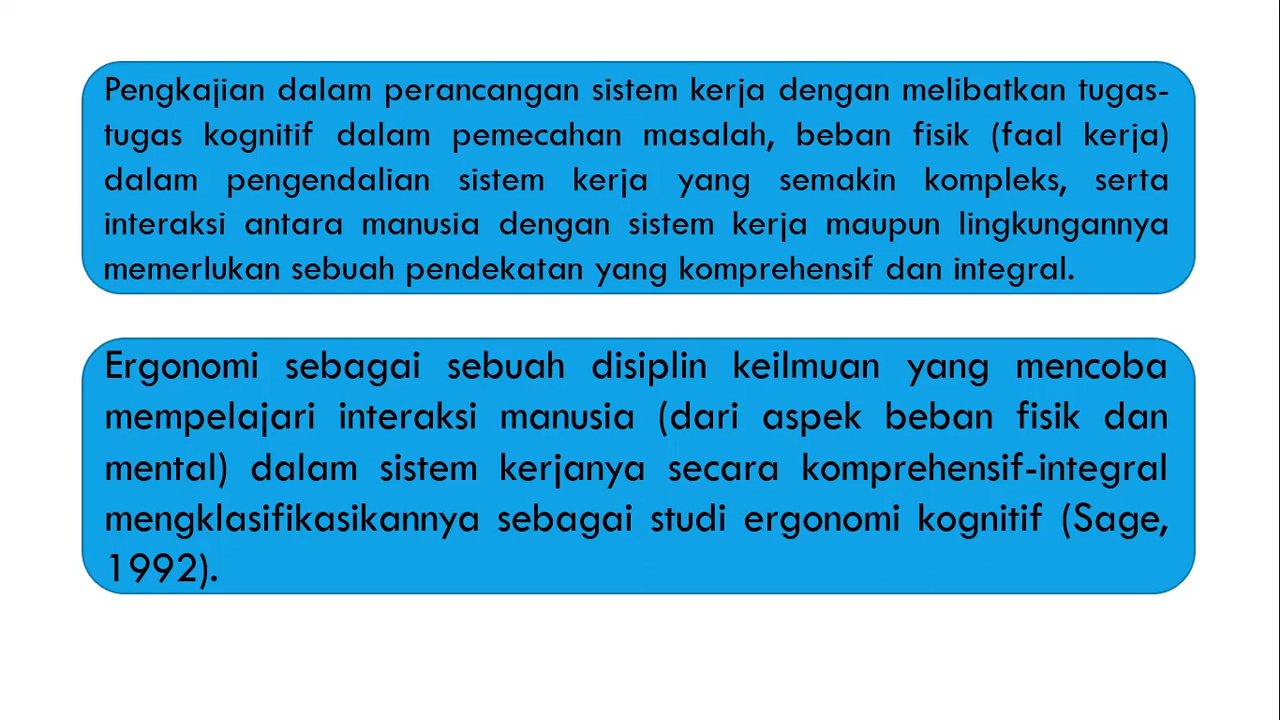 Pengkajian dalam perancangan sistem kerja dengan melibatkan tugas-
tugas kognitif dalam pemecahan masalah, beban fisik (faal kerja)
dalam pengendalian sistem kerja yang semakin kompleks, serta
interaksi antara manusia dengan sistem kerja maupun lingkungannya
memerlukan sebuah pendekatan yang komprehensif dan integral.
Ergonomi sebagai sebuah disiplin keilmuan yang mencoba
mempelajari interaksi manusia (dari aspek beban fisik dan
mental) dalam sistem kerjanya secara komprehensif-integral
mengklasifikasikannya sebagai studi ergonomi kognitif (Sage,
1992).